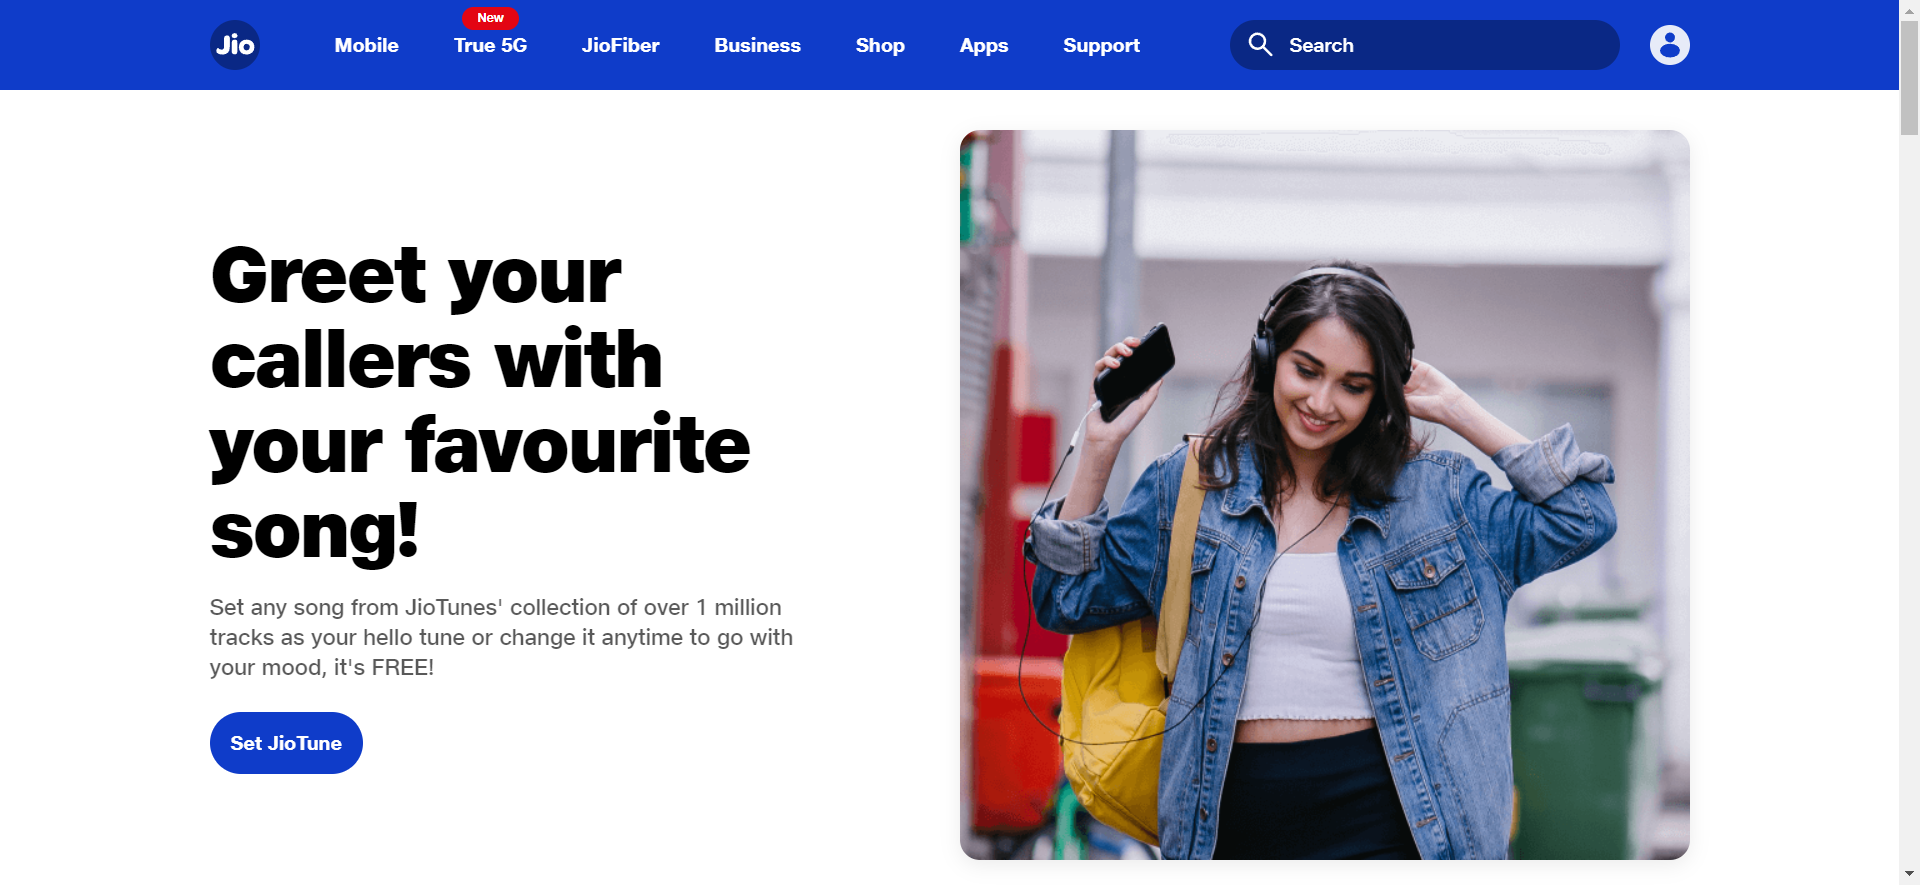 New
Jio Mobile True 5G JioFiber Business Shop Apps Support Search
Greet your
callers with
your favourite
song!
Set any song from JioTunes' collection of over 1 million
tracks as your hello tune or change it anytime to go with
your mood, it's FREE!
Set JioTune